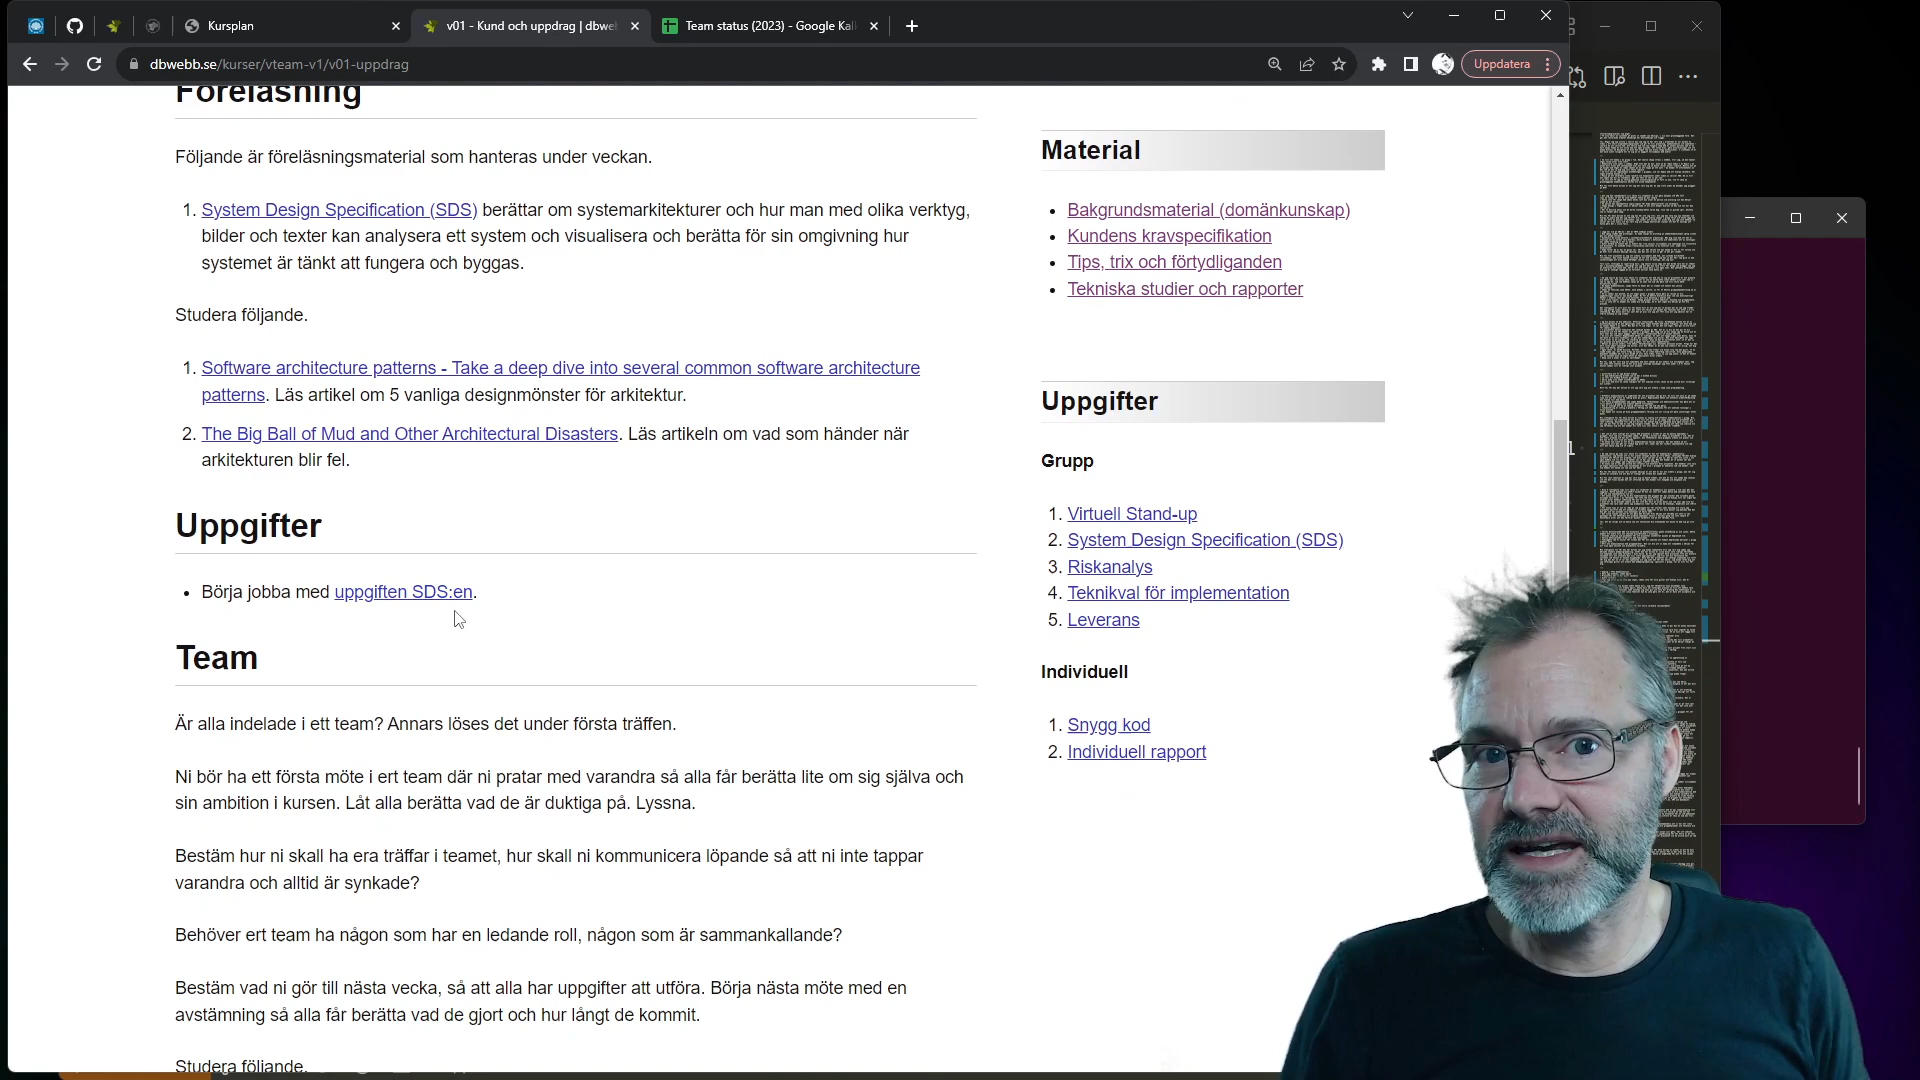 Kursplan
v01 - Kund och uppdrag | dbwe
Team status (2023) - Google Kal
dbwebb.se/kurser/vteam-v1/v01-uppdrag
Uppdatera
Föreläsning
Följande är föreläsningsmaterial som hanteras under veckan.
1. System Design Specification (SDS) berättar om systemarkitekturer och hur man med olika verktyg,
bilder och texter kan analysera ett system och visualisera och berätta för sin omgivning hur
systemet är tänkt att fungera och byggas.
Studera följande.
1. Software architecture patterns - Take a deep dive into several common software architecture
patterns. Läs artikel om 5 vanliga designmönster för arkitektur.
2. The Big Ball of Mud and Other Architectural Disasters. Läs artikeln om vad som händer när
arkitekturen blir fel.
Uppgifter
• Börja jobba med uppgiften SDS:en.
Team
Är alla indelade i ett team? Annars löses det under första träffen.
Ni bör ha ett första möte i ert team där ni pratar med varandra så alla får berätta lite om sig själva och
sin ambition i kursen. Låt alla berätta vad de är duktiga på. Lyssna.
Bestäm hur ni skall ha era träffar i teamet, hur skall ni kommunicera löpande så att ni inte tappar
varandra och alltid är synkade?
Behöver ert team ha någon som har en ledande roll, någon som är sammankallande?
Bestäm vad ni gör till nästa vecka, så att alla har uppgifter att utföra. Börja nästa möte med en
avstämning så alla får berätta vad de gjort och hur långt de kommit.
Studera följande.
Material
• Bakgrundsmaterial (domänkunskap)
• Kundens kravspecifikation
• Tips, trix och förtydliganden
• Tekniska studier och rapporter
Uppgifter
Grupp
1. Virtuell Stand-up
2. System Design Specification (SDS)
3. Riskanalys
4. Teknikval för implementation
5. Leverans
Individuell
1. Snygg kod
2. Individuell rapport